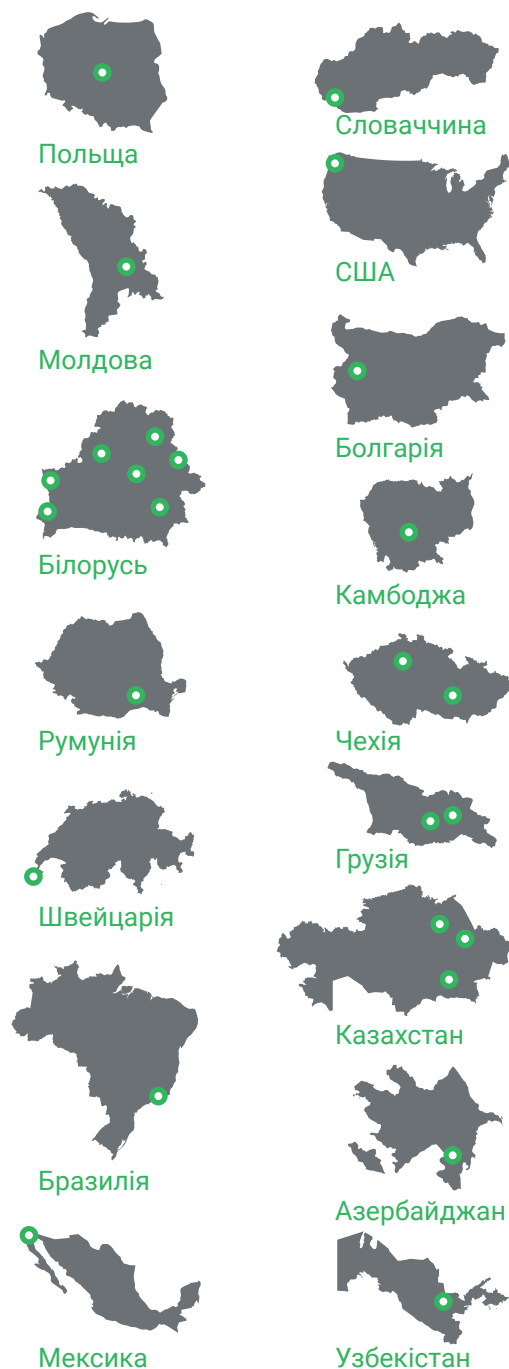 Польща
Словаччина
США
Молдова
Болгарія
Білорусь
Камбоджа
Румунія
Чехія
Грузія
Швейцарія
Казахстан
Бразилія
Азербайджан
Мексика
Узбекістан